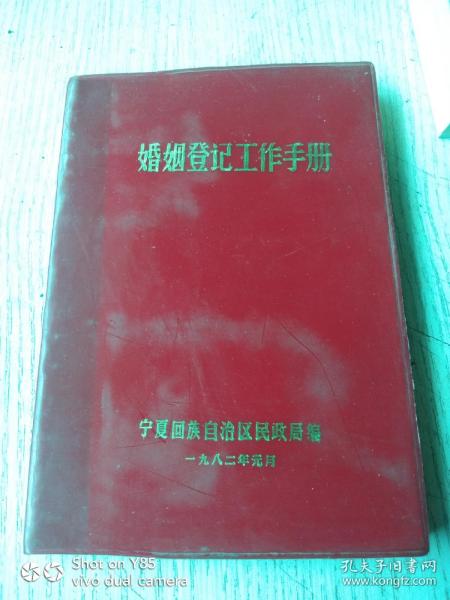 婚姻登记工作手册
宁夏回族自治区民政局编
一九八二年元月
Shot on Y85
vivo dual camera
孔夫子旧书网
www.kongfz.com